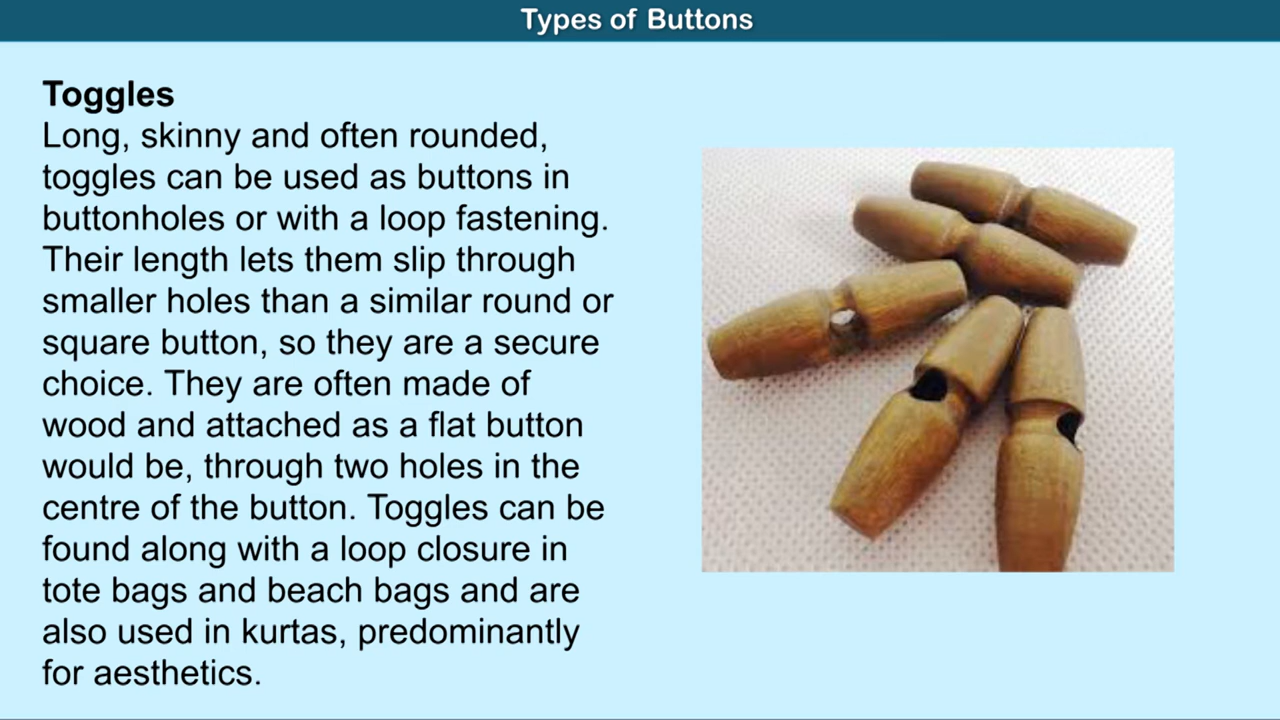 Types of Buttons
Toggles
Long, skinny and often rounded,
toggles can be used as buttons in
buttonholes or with a loop fastening.
Their length lets them slip through
smaller holes than a similar round or
square button, so they are a secure
choice. They are often made of
wood and attached as a flat button
would be, through two holes in the
centre of the button. Toggles can be
found along with a loop closure in
tote bags and beach bags and are
also used in kurtas, predominantly
for aesthetics.